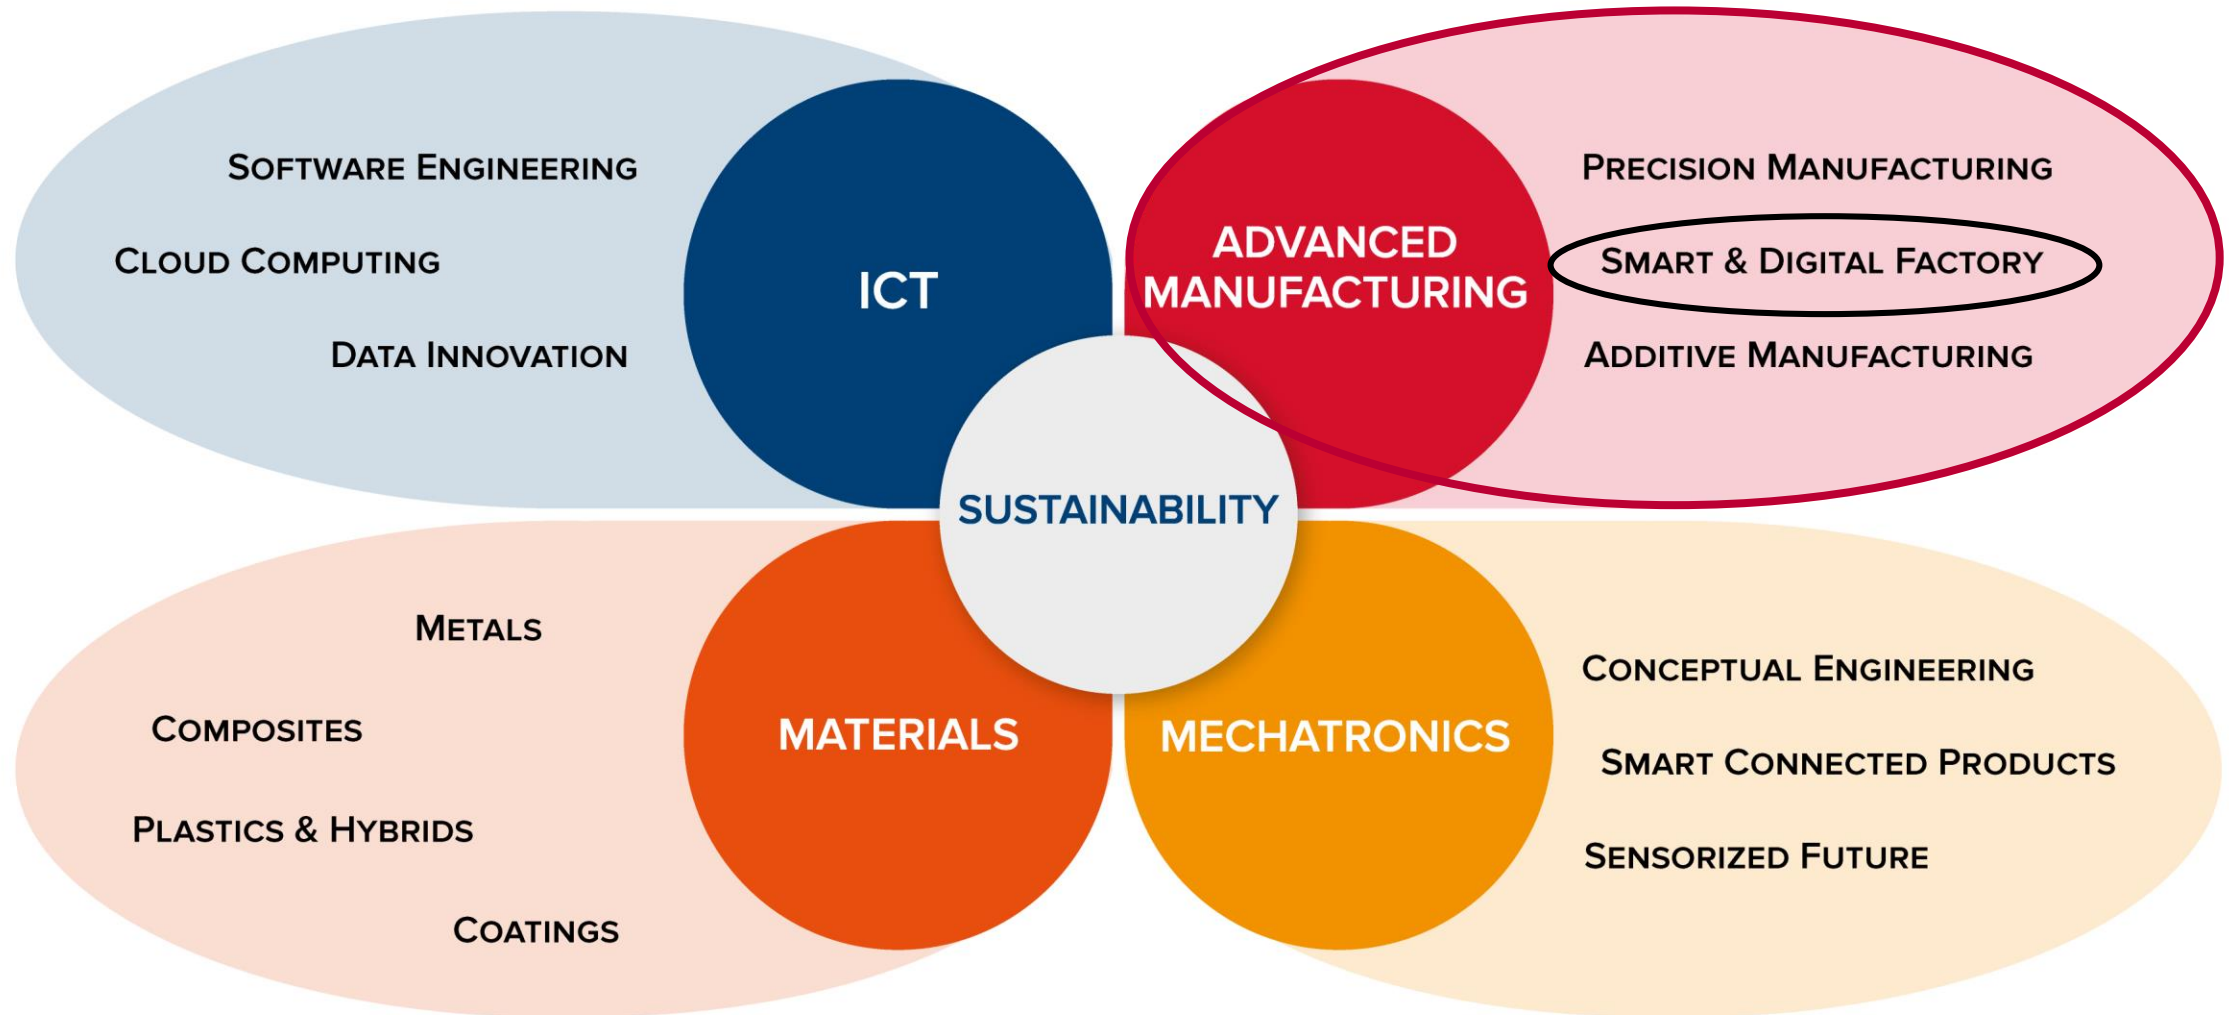 SOFTWARE ENGINEERING
CLOUD COMPUTING
DATA INNOVATION
ICT
ADVANCED
MANUFACTURING
PRECISION MANUFACTURING
SMART & DIGITAL FACTORY
ADDITIVE MANUFACTURING
SUSTAINABILITY
METALS
COMPOSITES
PLASTICS & HYBRIDS
COATINGS
MATERIALS
MECHATRONICS
CONCEPTUAL ENGINEERING
SMART CONNECTED PRODUCTS
SENSORIZED FUTURE